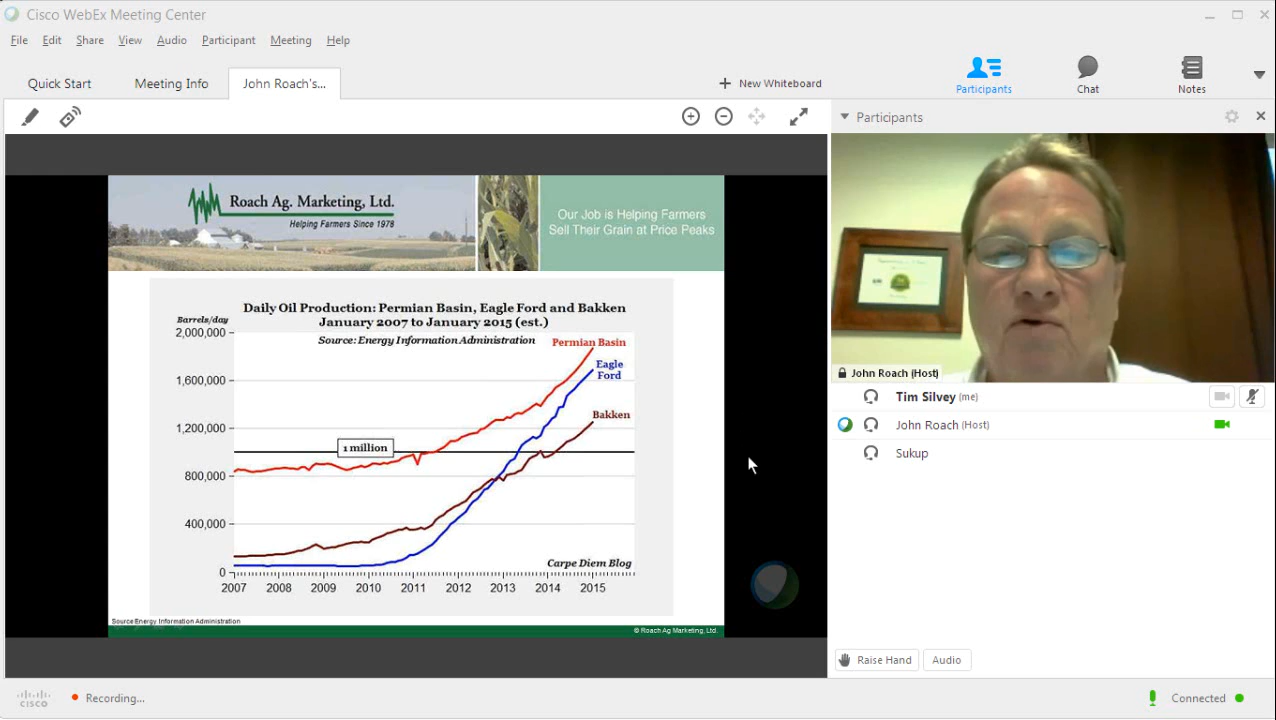 Cisco WebEx Meeting Center
File Edit Share View Audio Participant Meeting Help
Quick Start Meeting Info John Roach's... New Whiteboard
Participants Chat Notes
Participants
Roach Ag. Marketing, Ltd.
Helping Farmers Since 1978
Our Job is Helping Farmers
Sell Their Grain at Price Peaks
Daily Oil Production: Permian Basin, Eagle Ford and Bakken
January 2007 to January 2015 (est.)
Barrels/day
Source: Energy Information Administration
2,000,000
1,600,000
1,200,000
800,000
400,000
0
Permian Basin
Eagle
Ford
Bakken
1 million
Carpe Diem Blog
2007 2008 2009 2010 2011 2012 2013 2014 2015
Source Energy Information Administration
© Roach Ag Marketing, Ltd.
John Roach (Host)
Tim Silvey (me)
John Roach (Host)
Sukup
Raise Hand Audio
CISCO
Recording...
Connected